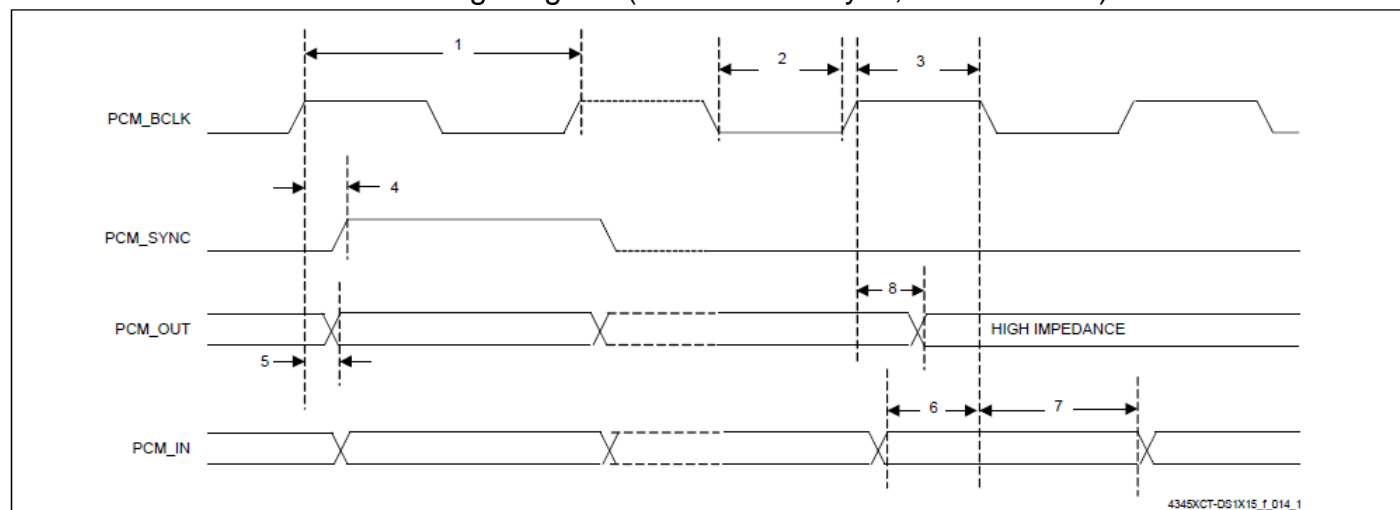 1
2
3
PCM_BCLK
4
PCM_SYNC
8
PCM_OUT
HIGH IMPEDANCE
5
6
7
PCM_IN
4345XCT-DS1X15_f_014_1